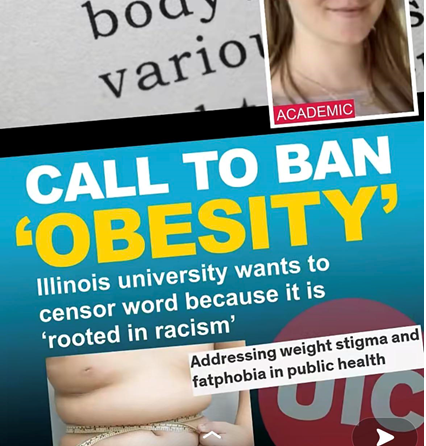 body
variou
ACADEMIC
CALL TO BAN
‘OBESITY’
Illinois university wants to
censor word because it is
‘rooted in racism’
Addressing weight stigma and
fatphobia in public health
UIC